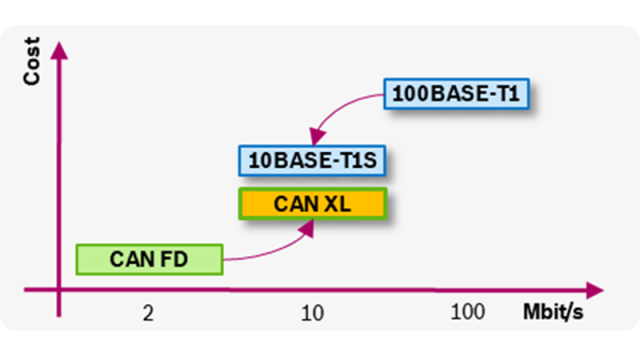 Cost
100BASE-T1
10BASE-T1S
CAN XL
CAN FD
2 10 100 Mbit/s